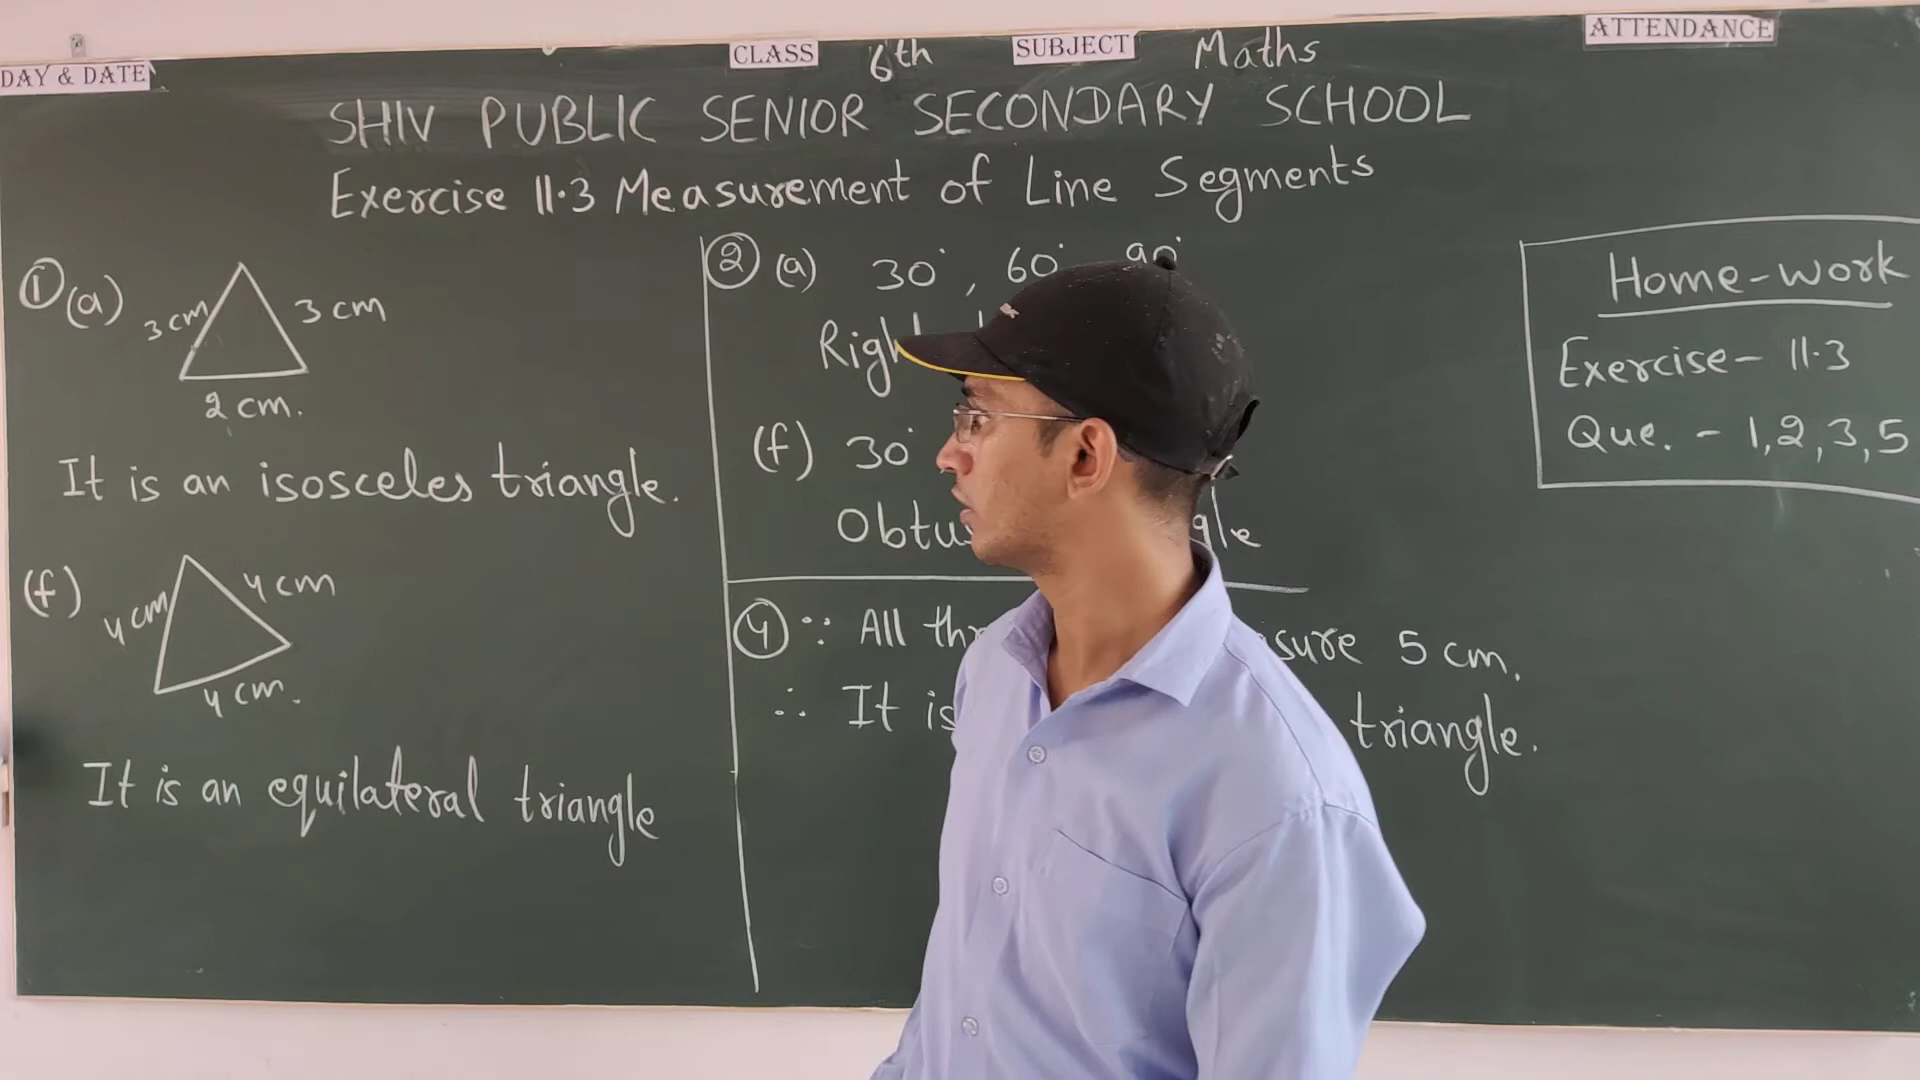 DAY & DATE
CLASS 6th SUBJECT Maths
ATTENDANCE
SHIV PUBLIC SENIOR SECONDARY SCHOOL
Exercise 11.3 Measurement of Line Segments
① (a) 3 cm 3 cm
2 cm.
It is an isosceles triangle.
(f) 4 cm 4 cm
4 cm.
It is an equilateral triangle
② (a) 30°, 60° 90°
(f) 30°
④ ∵ All 5 cm.
∴ It is triangle.
Home-work
Exercise - 11.3
Que. - 1,2,3,5